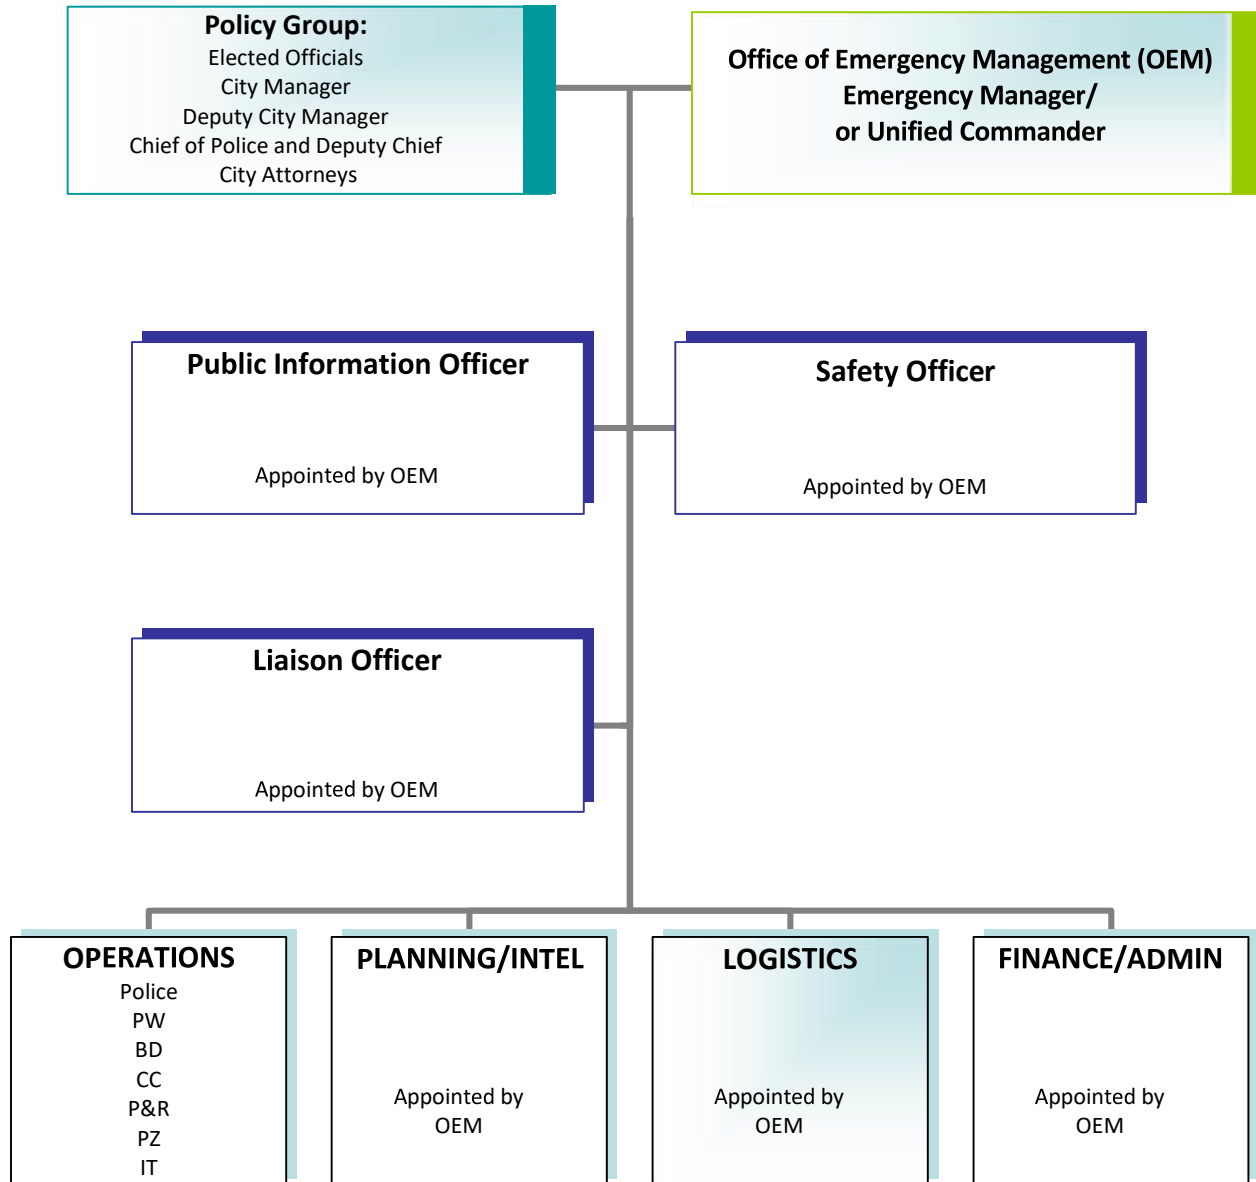 Policy Group:
Elected Officials
City Manager
Deputy City Manager
Chief of Police and Deputy Chief
City Attorneys
Office of Emergency Management (OEM)
Emergency Manager/
or Unified Commander
Public Information Officer
Appointed by OEM
Safety Officer
Appointed by OEM
Liaison Officer
Appointed by OEM
OPERATIONS
Police
PW
BD
CC
P&R
PZ
IT
PLANNING/INTEL
Appointed by
OEM
LOGISTICS
Appointed by
OEM
FINANCE/ADMIN
Appointed by
OEM